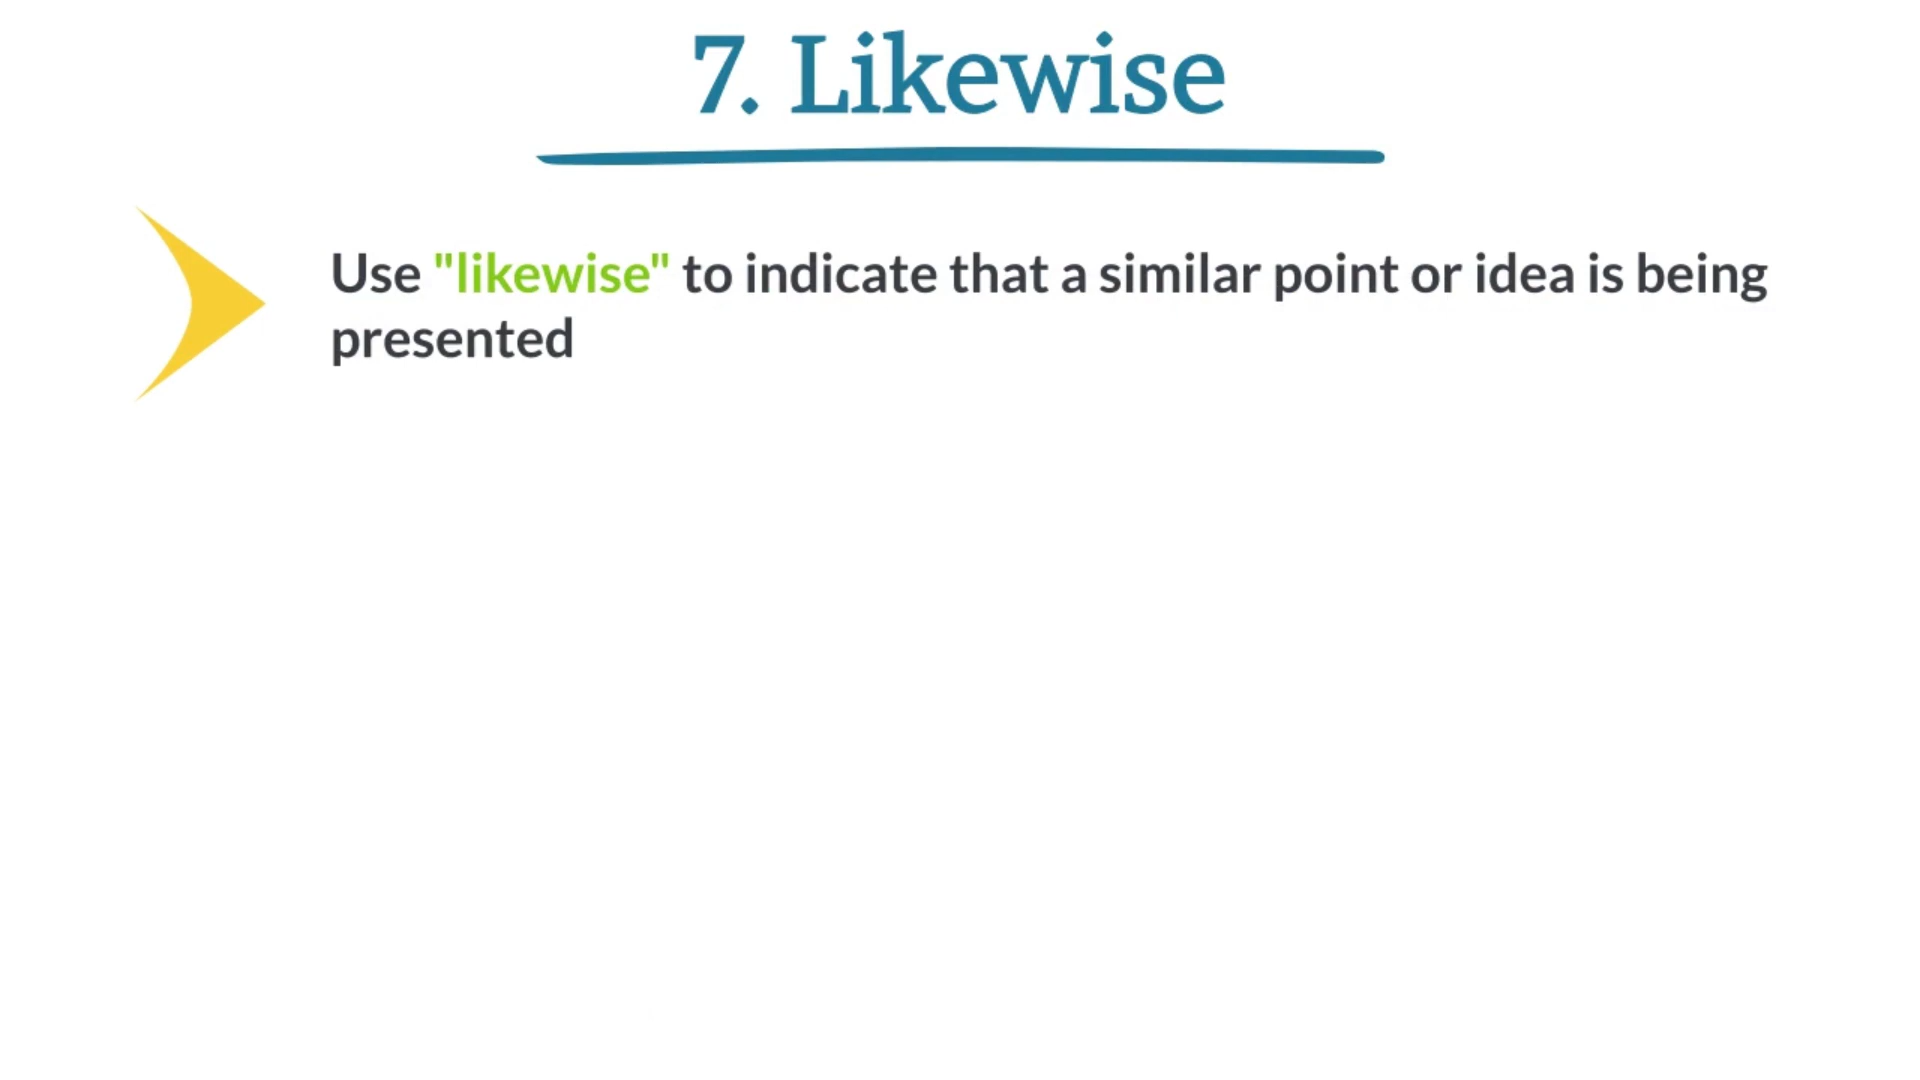 7. Likewise
Use "likewise" to indicate that a similar point or idea is being
presented